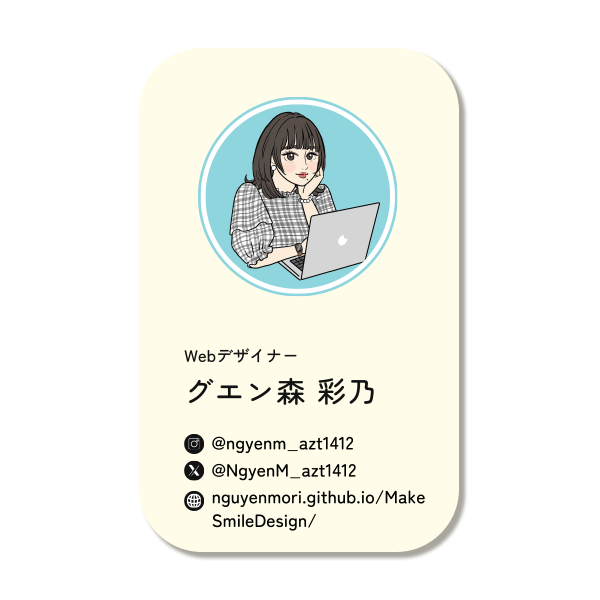 Webデザイナー
グエン森 彩乃
@ngyenm_azt1412
@NgyenM_azt1412
nguyenmori.github.io/Make
SmileDesign/